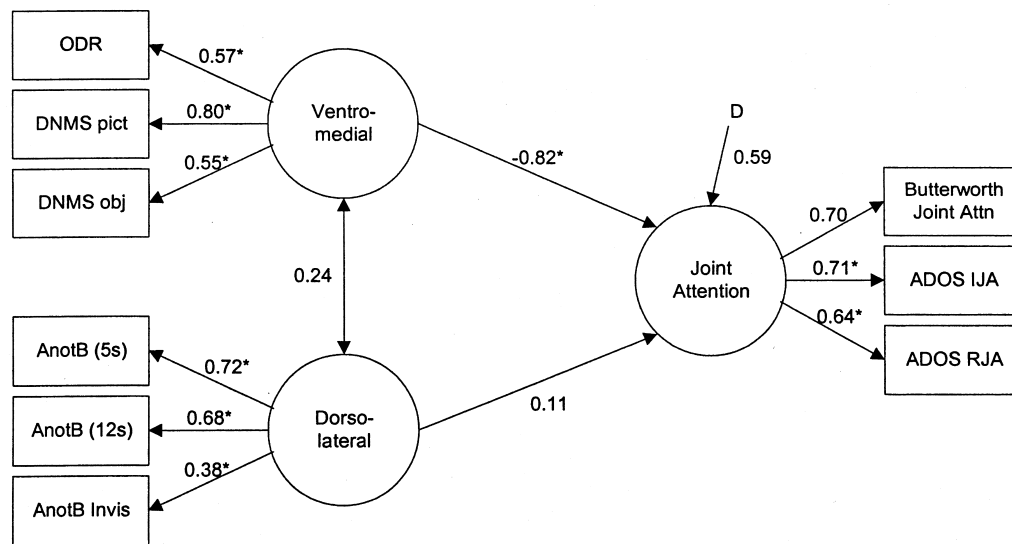 ODR
0.57*
DNMS pict
0.80*
DNMS obj
0.55*
Ventro-
medial
-0.82*
D
0.59
0.24
Butterworth
Joint Attn
0.70
Joint
Attention
0.71*
ADOS IJA
0.64*
ADOS RJA
AnotB (5s)
0.72*
AnotB (12s)
0.68*
AnotB Invis
0.38*
Dorso-
lateral
0.11